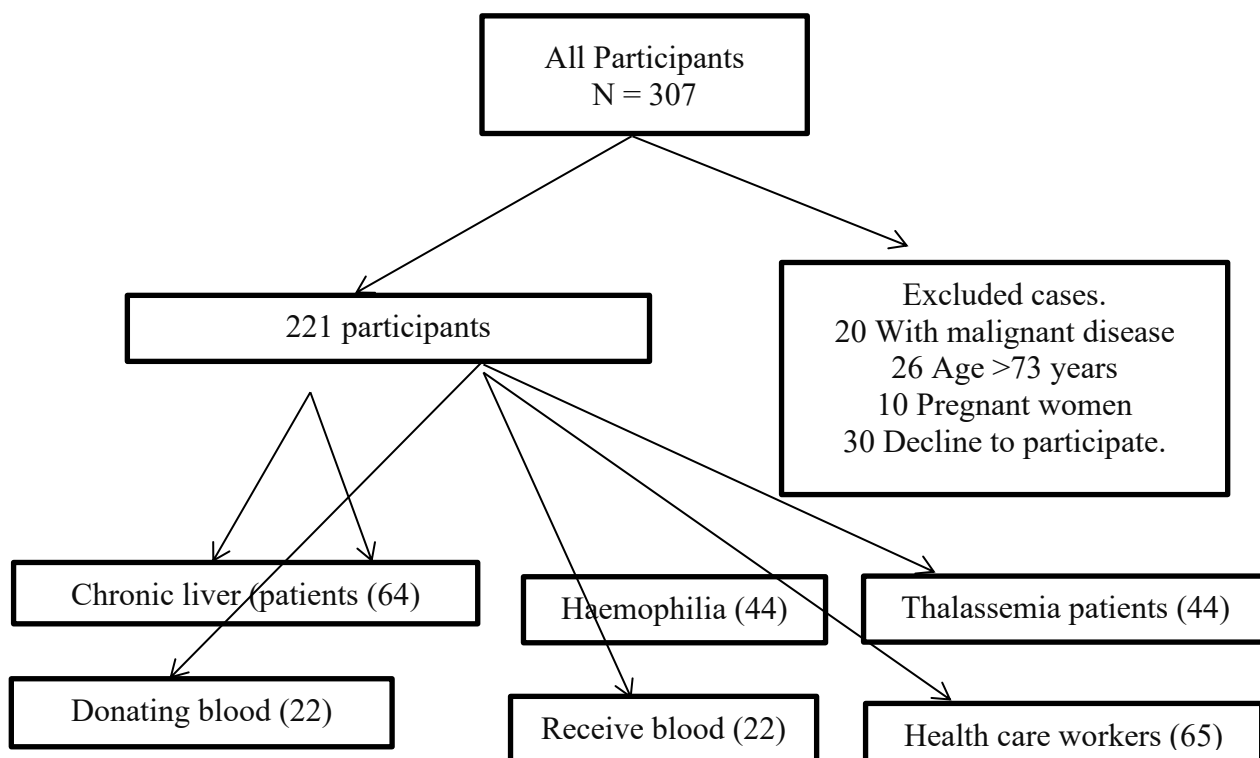 All Participants
N = 307
221 participants
Excluded cases.
20 With malignant disease
26 Age >73 years
10 Pregnant women
30 Decline to participate.
Chronic liver (patients (64)
Haemophilia (44)
Thalassemia patients (44)
Donating blood (22)
Receive blood (22)
Health care workers (65)